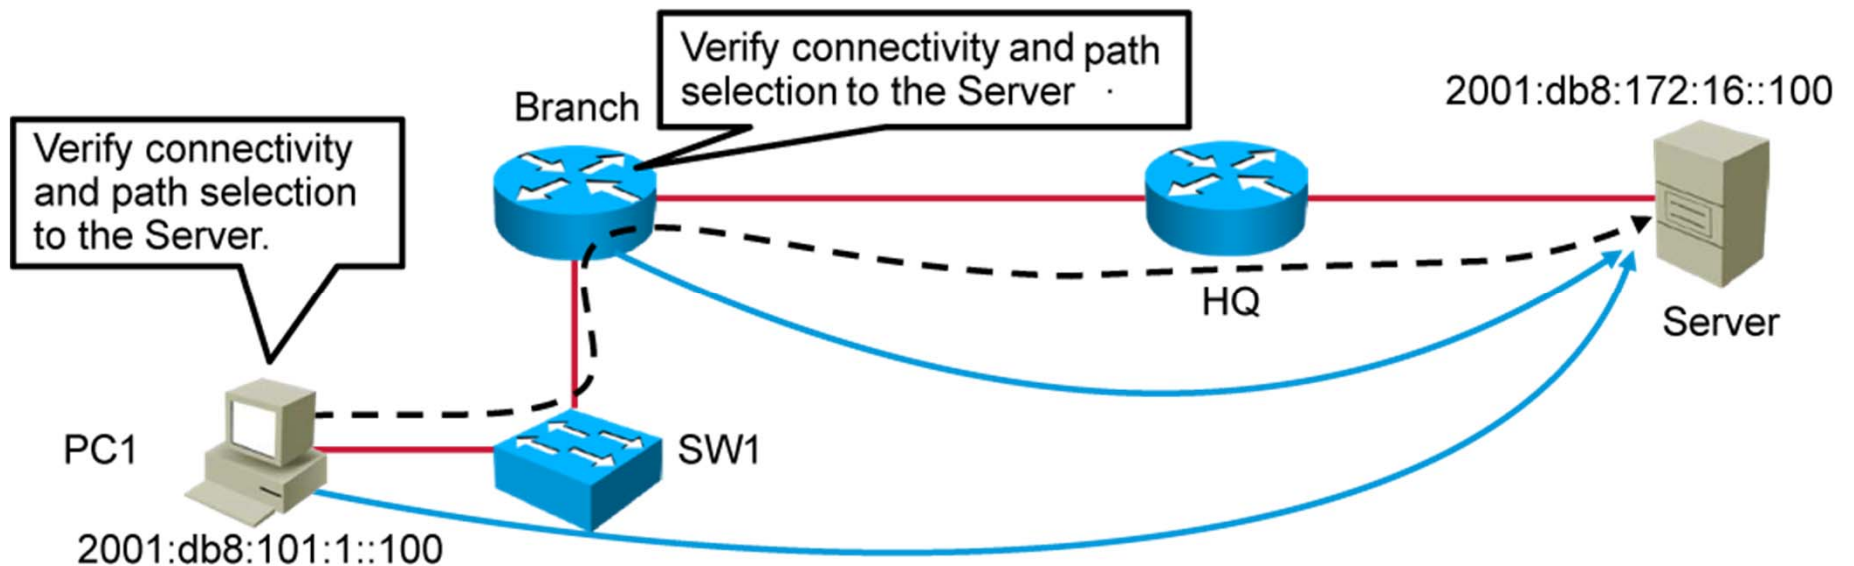 Verify connectivity and path
selection to the Server .
Branch
2001:db8:172:16::100
Verify connectivity
and path selection
to the Server.
HQ
Server
PC1
SW1
2001:db8:101:1::100